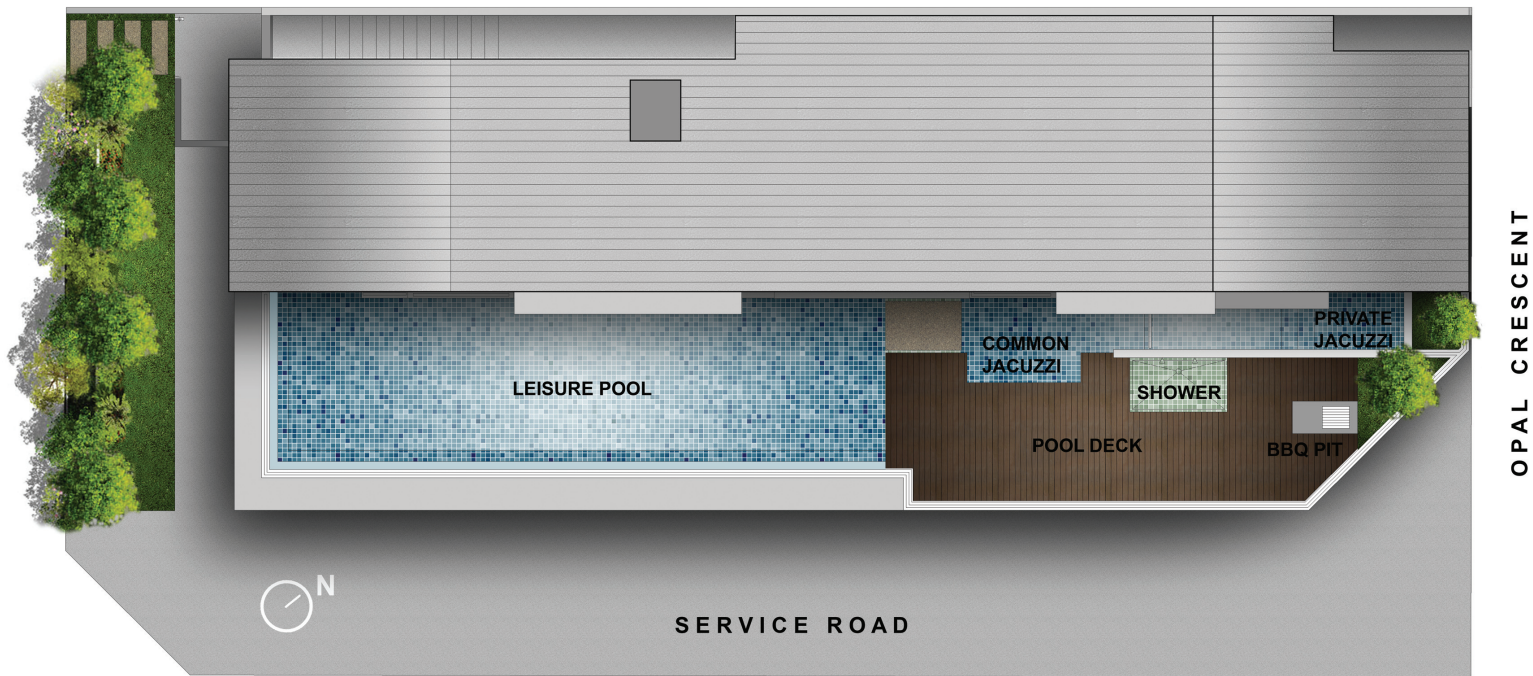 PRIVATE
JACUZZI
COMMON
JACUZZI
LEISURE POOL
SHOWER
POOL DECK
BBQ PIT
OPAL CRESCENT
N
SERVICE ROAD